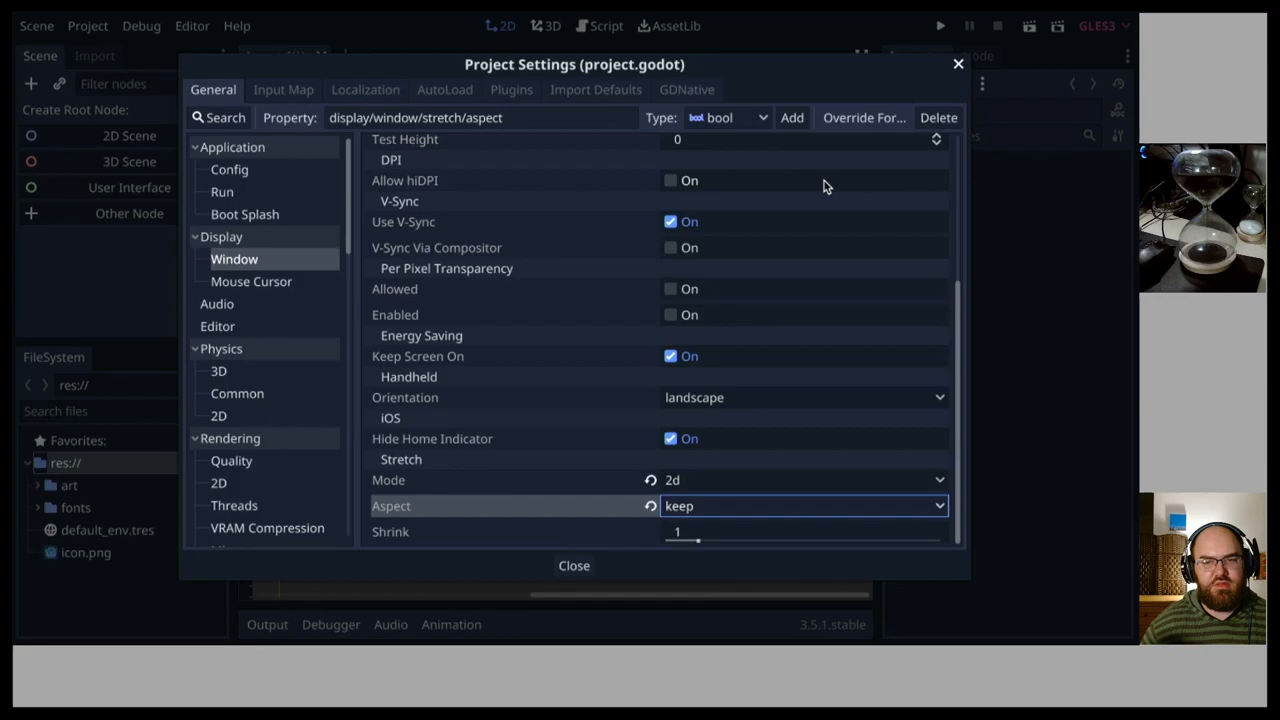 Scene Project Debug Editor Help
2D 3D Script AssetLib
GLES3
Scene Import
Filter nodes
Create Root Node:
2D Scene
3D Scene
User Interface
Other Node
FileSystem
res://
Search files
Favorites:
res://
art
fonts
default_env.tres
icon.png
Project Settings (project.godot)
General Input Map Localization AutoLoad Plugins Import Defaults GDNative
Search Property: display/window/stretch/aspect Type: bool Add Override For... Delete
Application
Config
Run
Boot Splash
Display
Window
Mouse Cursor
Audio
Editor
Physics
3D
Common
2D
Rendering
Quality
2D
Threads
VRAM Compression
Test Height 0
DPI
Allow hiDPI On
V-Sync
Use V-Sync On
V-Sync Via Compositor On
Per Pixel Transparency
Allowed On
Enabled On
Energy Saving
Keep Screen On On
Handheld
Orientation landscape
iOS
Hide Home Indicator On
Stretch
Mode 2d
Aspect keep
Shrink 1
Close
Output Debugger Audio Animation 3.5.1.stable